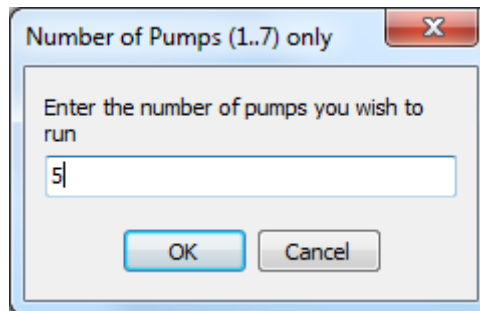 Number of Pumps (1..7) only
Enter the number of pumps you wish to
run
5
OK Cancel